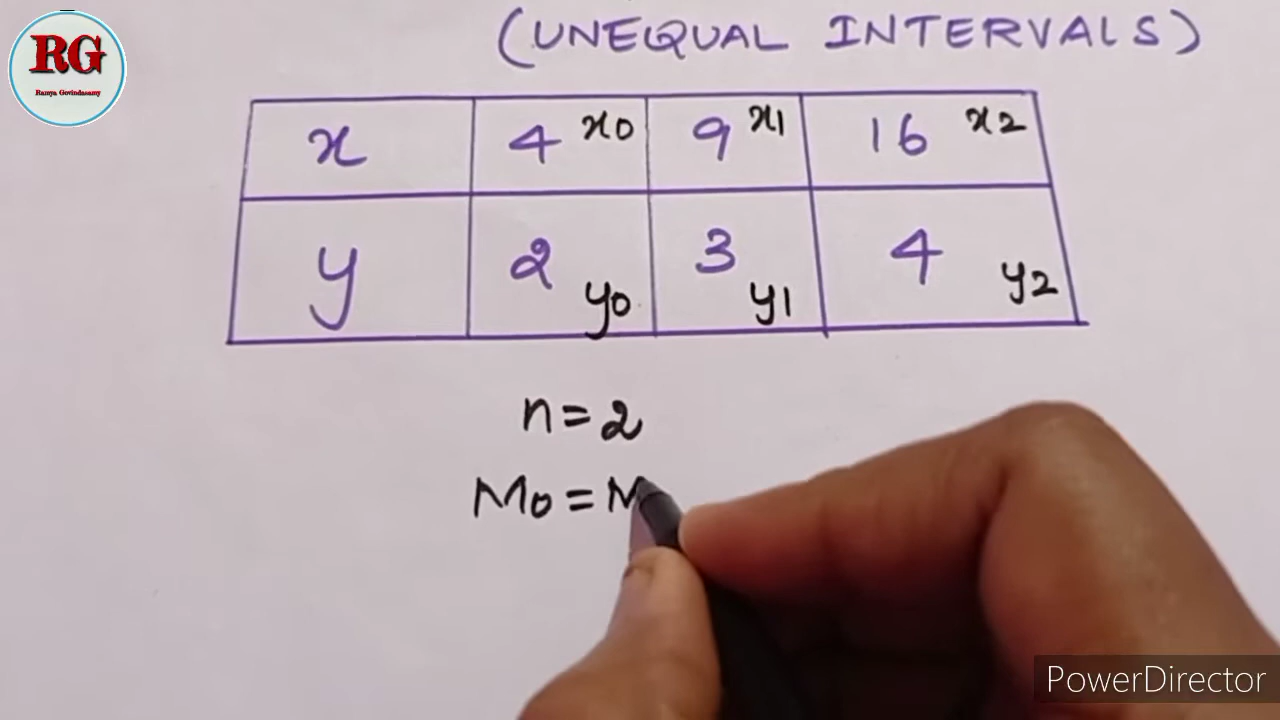 RG
Ramya Govindasamy
(UNEQUAL INTERVALS)
x 4 x0 9 x1 16 x2
y 2 y0 3 y1 4 y2
n = 2
M0 = M
PowerDirector